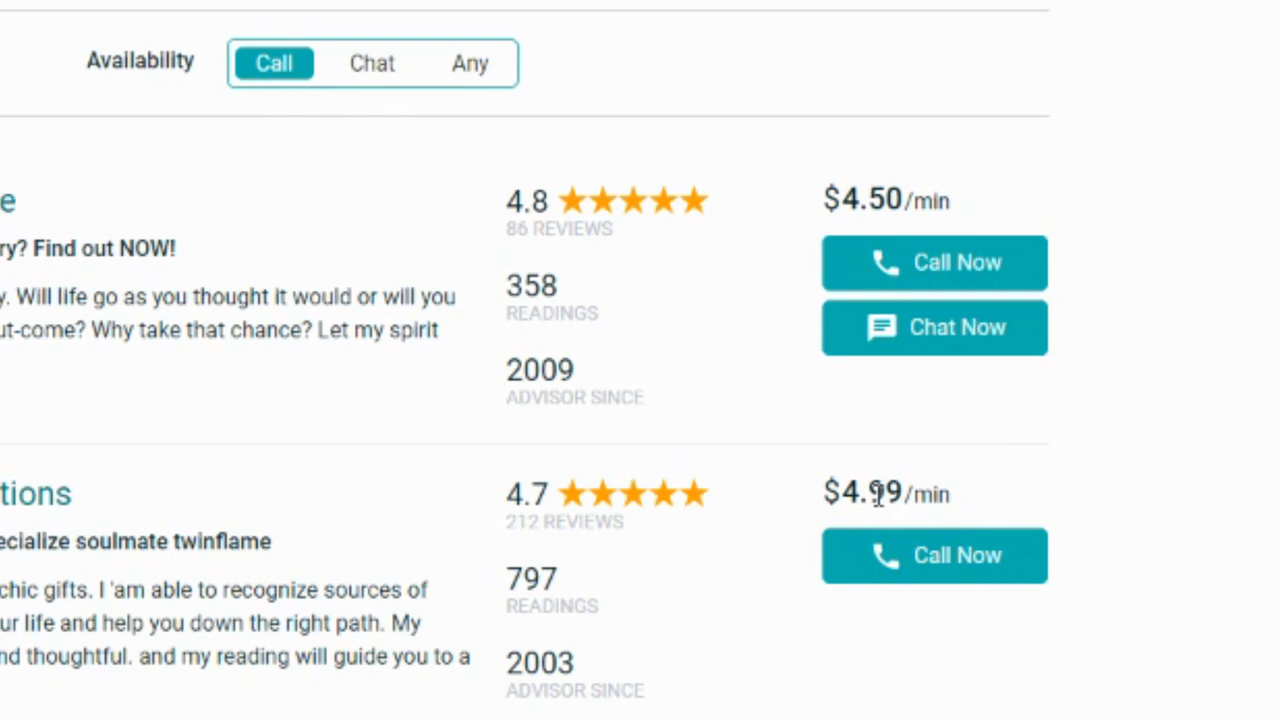 Availability Call Chat Any
e
ry? Find out NOW!
y. Will life go as you thought it would or will you
ut-come? Why take that chance? Let my spirit
4.8
86 REVIEWS
358
READINGS
2009
ADVISOR SINCE
$4.50/min
Call Now
Chat Now
tions
ecialize soulmate twinflame
chic gifts. I 'am able to recognize sources of
ur life and help you down the right path. My
nd thoughtful. and my reading will guide you to a
4.7
212 REVIEWS
797
READINGS
2003
ADVISOR SINCE
$4.99/min
Call Now